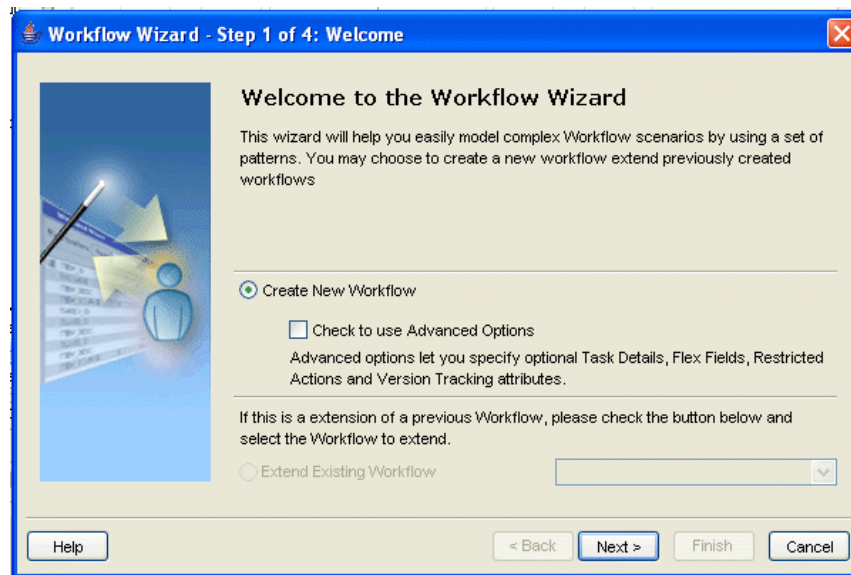 Workflow Wizard - Step 1 of 4: Welcome
Welcome to the Workflow Wizard
This wizard will help you easily model complex Workflow scenarios by using a set of
patterns. You may choose to create a new workflow extend previously created
workflows
Create New Workflow
Check to use Advanced Options
Advanced options let you specify optional Task Details, Flex Fields, Restricted
Actions and Version Tracking attributes.
If this is a extension of a previous Workflow, please check the button below and
select the Workflow to extend.
Extend Existing Workflow
Help
< Back
Next >
Finish
Cancel